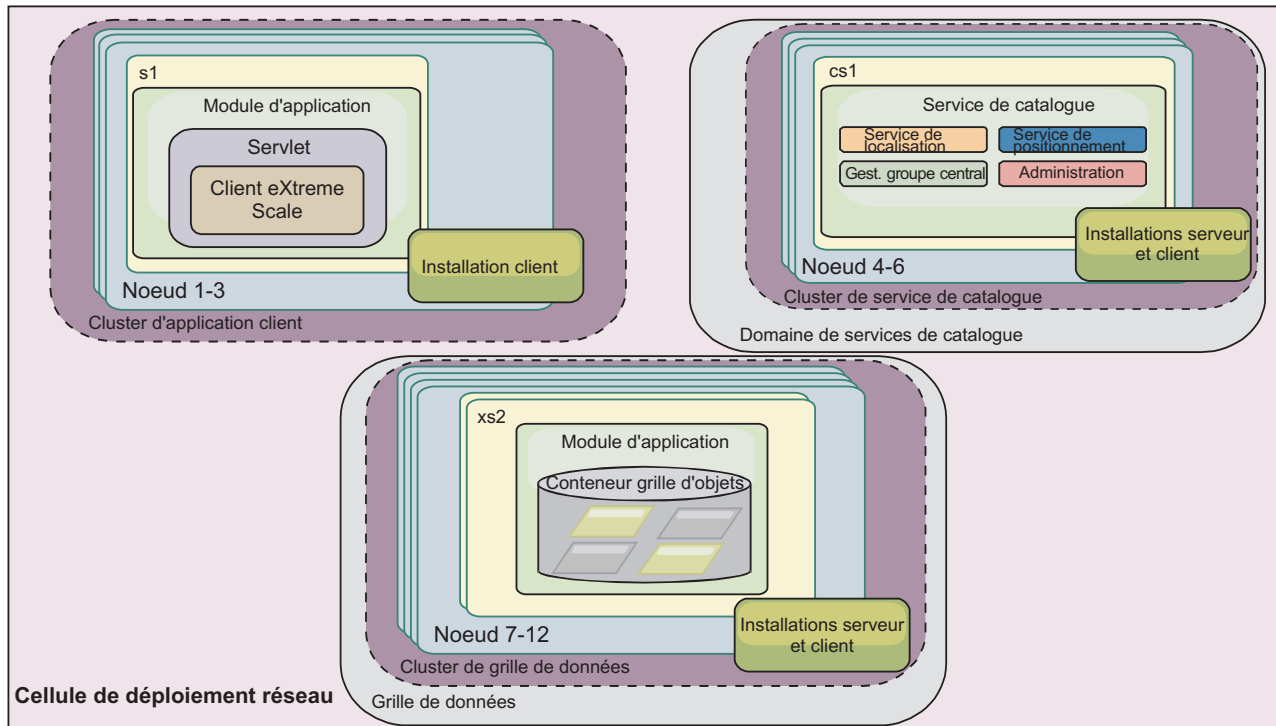 s1
Module d'application
Servlet
Client eXtreme
Scale
Installation client
Noeud 1-3
Cluster d'application client
cs1
Service de catalogue
Service de
localisation
Service de
positionnement
Gest. groupe central
Administration
Installations serveur
et client
Noeud 4-6
Cluster de service de catalogue
Domaine de services de catalogue
xs2
Module d'application
Conteneur grille d'objets
Installations serveur
et client
Noeud 7-12
Cluster de grille de données
Grille de données
Cellule de déploiement réseau